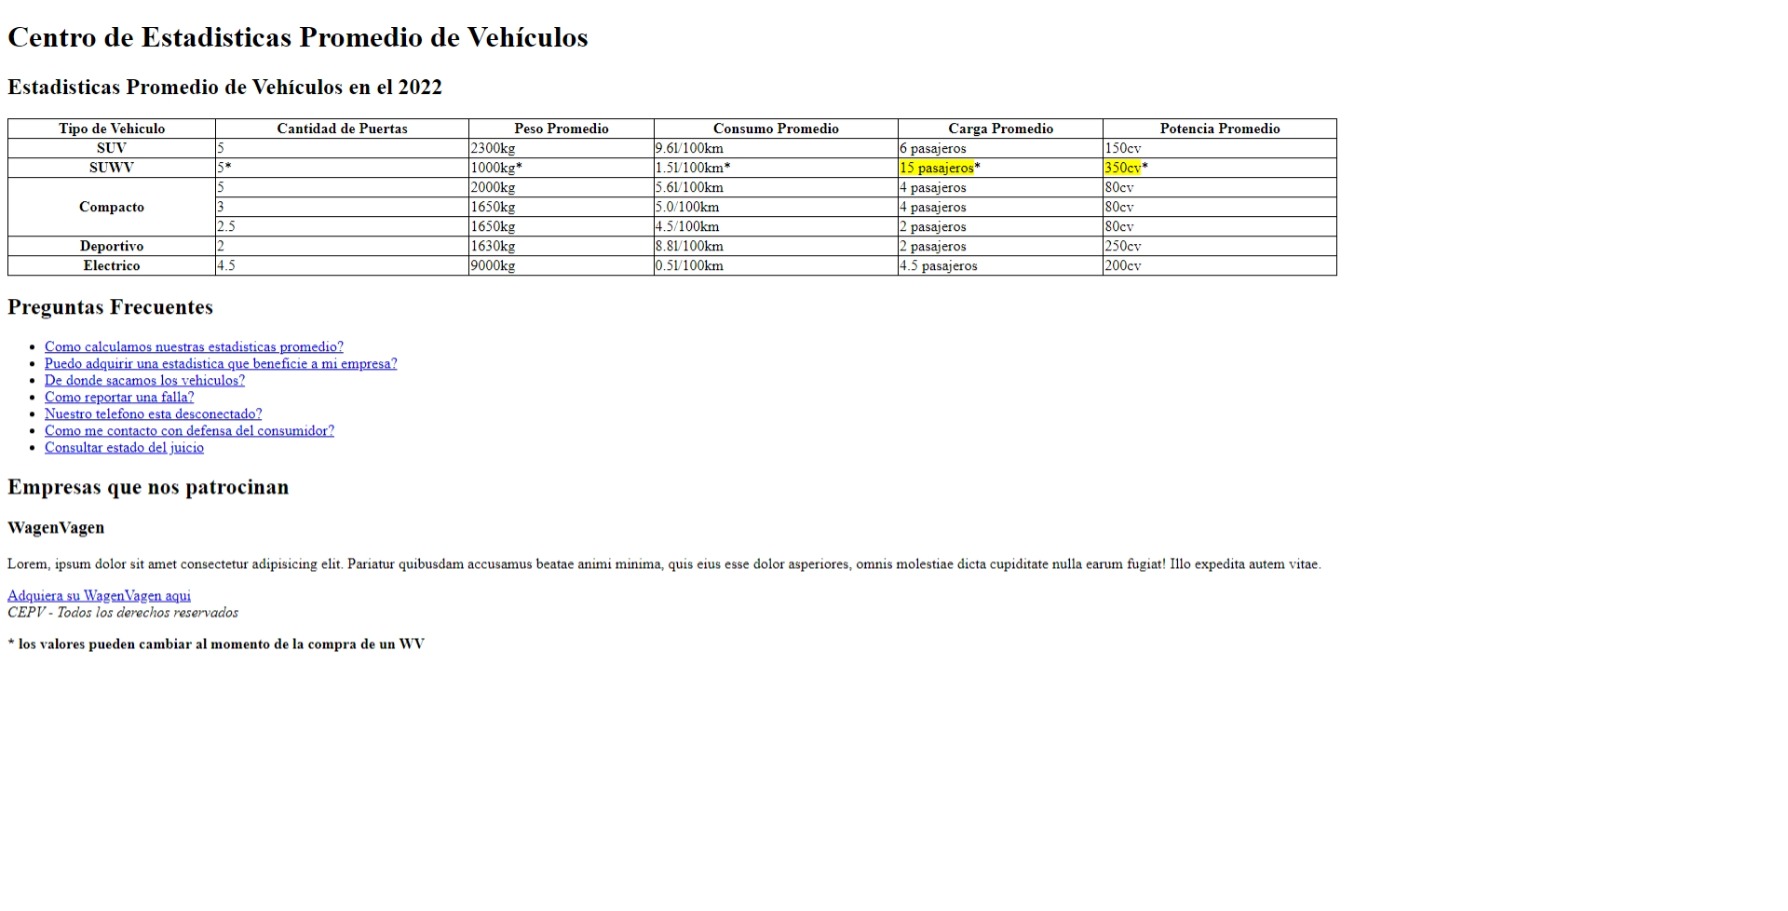 Centro de Estadisticas Promedio de Vehículos
Estadisticas Promedio de Vehículos en el 2022
Tipo de Vehiculo Cantidad de Puertas Peso Promedio Consumo Promedio Carga Promedio Potencia Promedio
SUV 5 2300kg 9.6l/100km 6 pasajeros 150cv
SUWV 5* 1000kg* 1.5l/100km* 15 pasajeros* 350cv*
5 2000kg 5.6l/100km 4 pasajeros 80cv
Compacto 3 1650kg 5.0/100km 4 pasajeros 80cv
2.5 1650kg 4.5/100km 2 pasajeros 80cv
Deportivo 2 1630kg 8.8l/100km 2 pasajeros 250cv
Electrico 4.5 9000kg 0.5l/100km 4.5 pasajeros 200cv
Preguntas Frecuentes
• Como calculamos nuestras estadisticas promedio?
• Puedo adquirir una estadistica que beneficie a mi empresa?
• De donde sacamos los vehiculos?
• Como reportar una falla?
• Nuestro telefono esta desconectado?
• Como me contacto con defensa del consumidor?
• Consultar estado del juicio
Empresas que nos patrocinan
WagenVagen
Lorem, ipsum dolor sit amet consectetur adipisicing elit. Pariatur quibusdam accusamus beatae animi minima, quis eius esse dolor asperiores, omnis molestiae dicta cupiditate nulla earum fugiat! Illo expedita autem vitae.
Adquiera su WagenVagen aqui
CEPV - Todos los derechos reservados
* los valores pueden cambiar al momento de la compra de un WV